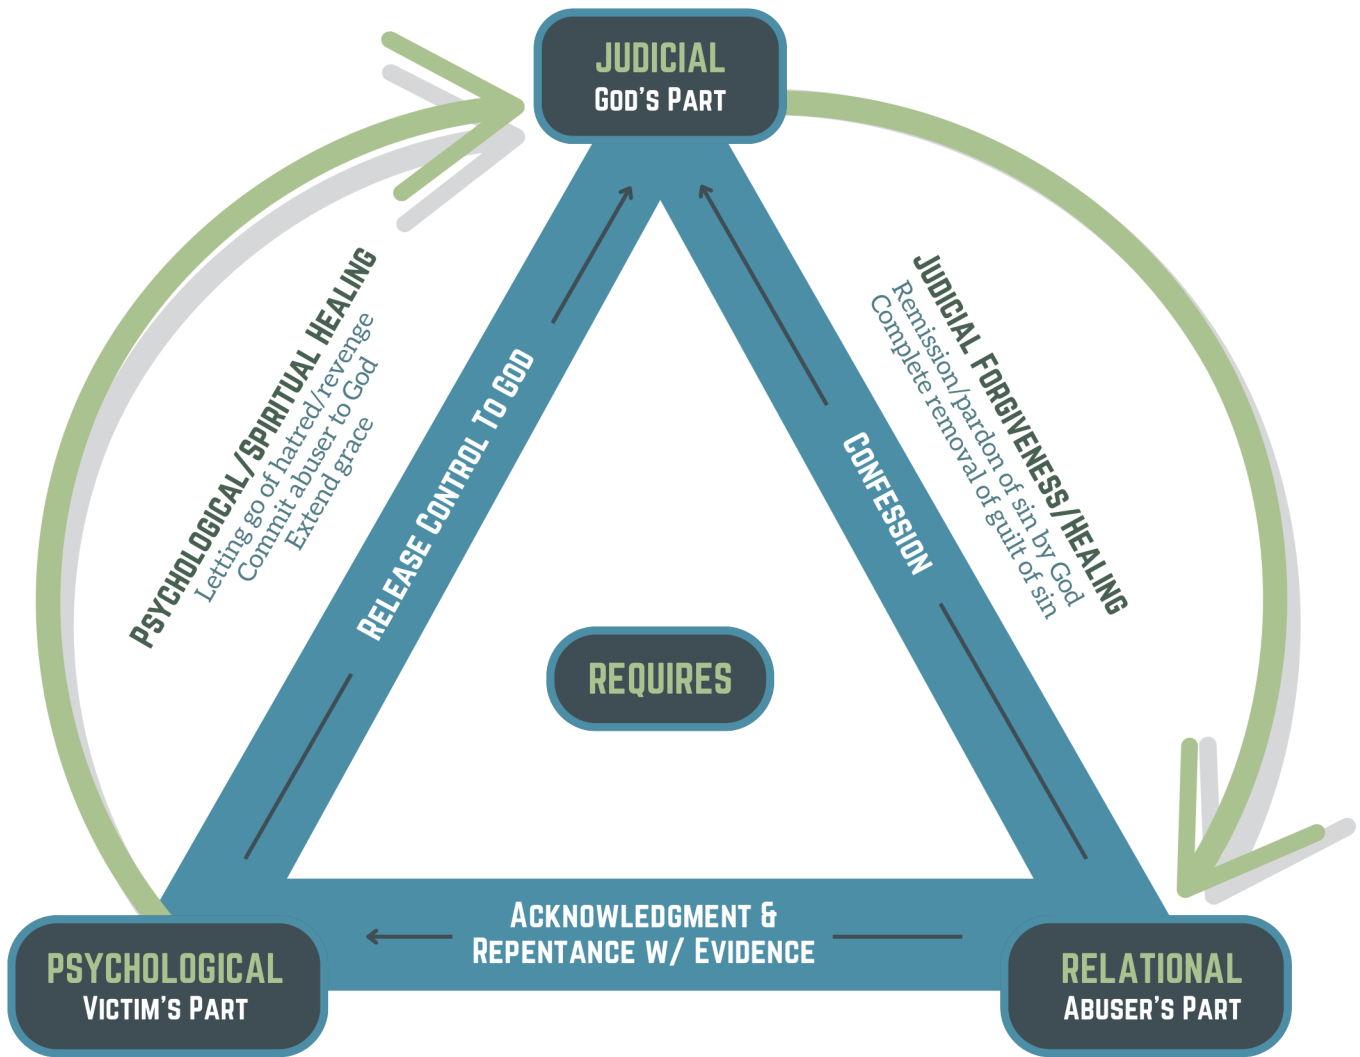 JUDICIAL
GOD'S PART
PSYCHOLOGICAL/SPIRITUAL HEALING
Letting go of hatred/revenge
Commit abuser to God
Extend grace
RELEASE CONTROL TO GOD
CONFESSION
JUDICIAL FORGIVENESS/HEALING
Remission/pardon of sin by God
Complete removal of guilt of sin
REQUIRES
ACKNOWLEDGMENT &
REPENTANCE W/ EVIDENCE
PSYCHOLOGICAL
VICTIM'S PART
RELATIONAL
ABUSER'S PART